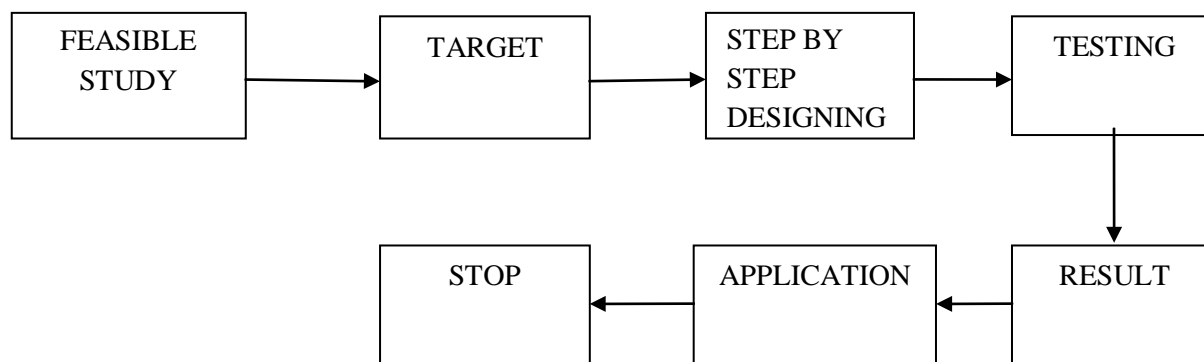 FEASIBLE
STUDY
TARGET
STEP BY
STEP
DESIGNING
TESTING
RESULT
APPLICATION
STOP